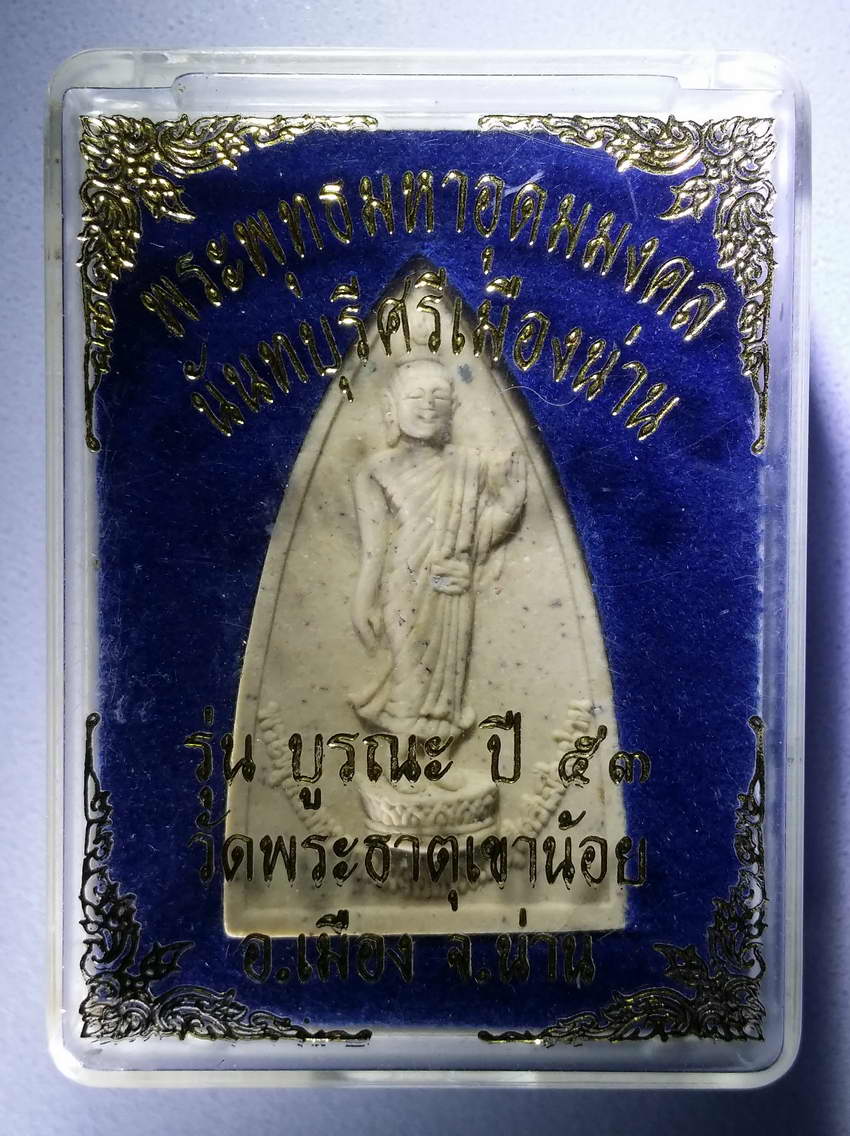 พระพุทธมหาอุดมมงคล
นันทบุรีศรีเมืองน่าน
รุ่น บูรณะ ปี ๕๓
วัดพระธาตุเขาน้อย
อ.เมือง จ.น่าน